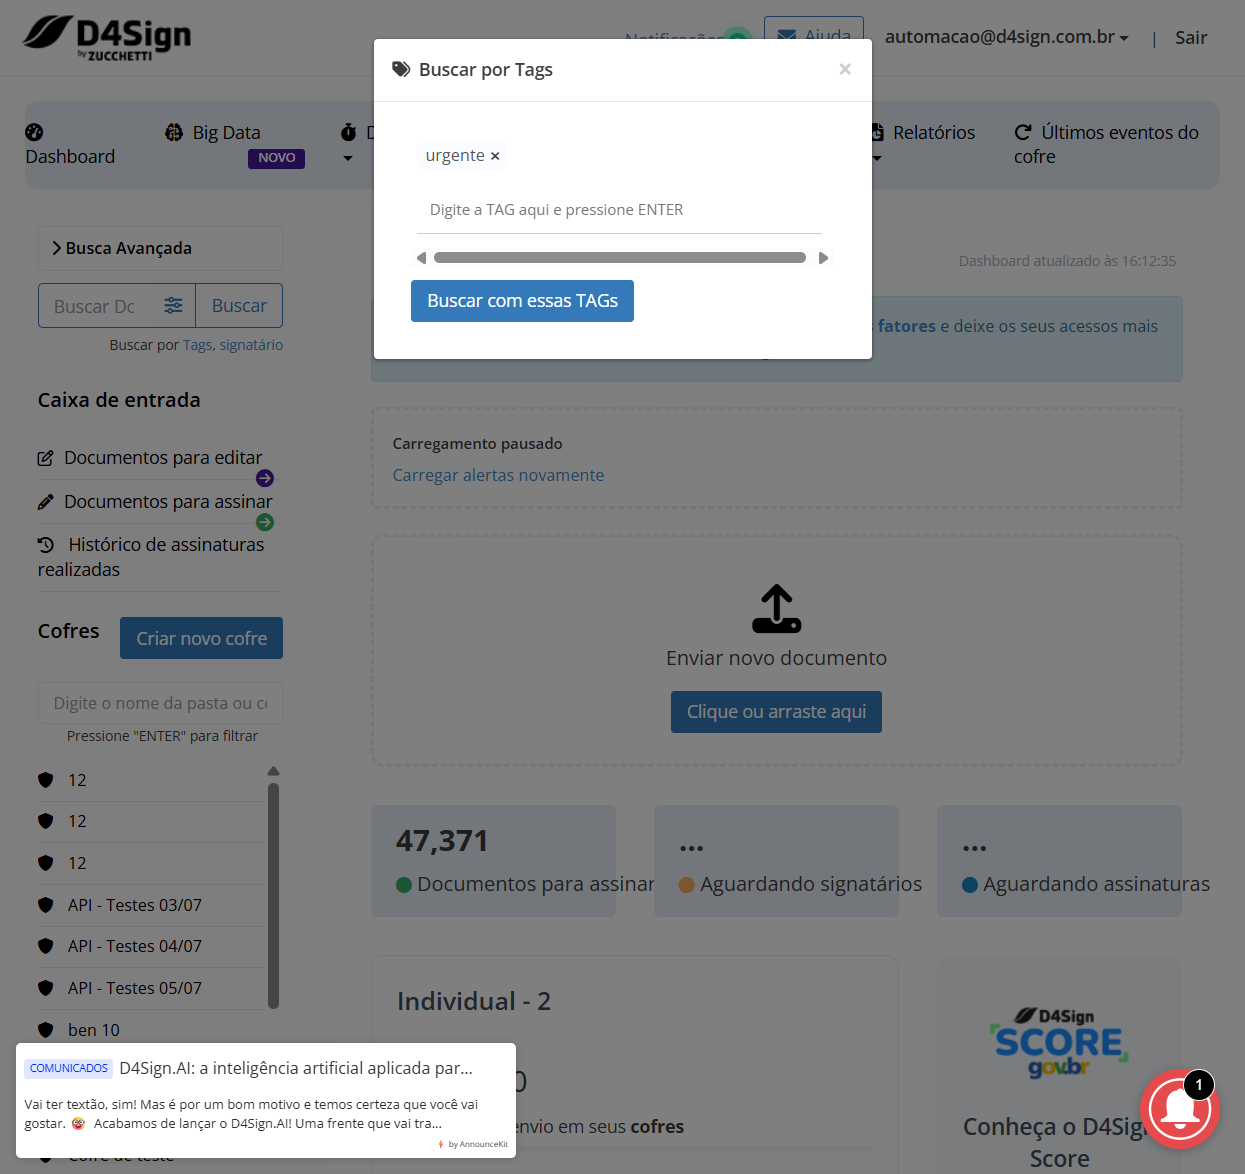 D4Sign
by ZUCCHETTI
Notificações
Ajuda
automacao@d4sign.com.br
|
Sair
Buscar por Tags
×
Dashboard
Big Data
NOVO
D
Relatórios
Últimos eventos do
cofre
urgente ×
Digite a TAG aqui e pressione ENTER
Buscar com essas TAGs
Busca Avançada
Buscar Dc
Buscar
Buscar por Tags, signatário
Dashboard atualizado às 16:12:35
fatores e deixe os seus acessos mais
Caixa de entrada
Documentos para editar
Documentos para assinar
Histórico de assinaturas
realizadas
Carregamento pausado
Carregar alertas novamente
Enviar novo documento
Clique ou arraste aqui
Cofres
Criar novo cofre
Digite o nome da pasta ou co
Pressione "ENTER" para filtrar
12
12
12
API - Testes 03/07
API - Testes 04/07
API - Testes 05/07
ben 10
Cofre de teste
47,371
Documentos para assinar
...
Aguardando signatários
...
Aguardando assinaturas
Individual - 2
0
envio em seus cofres
D4Sign
SCORE
gov.br
Conheça o D4Sign
Score
1
COMUNICADOS
D4Sign.AI: a inteligência artificial aplicada par...
Vai ter textão, sim! Mas é por um bom motivo e temos certeza que você vai
gostar. 🤓 Acabamos de lançar o D4Sign.AI! Uma frente que vai tra...
by AnnounceKit